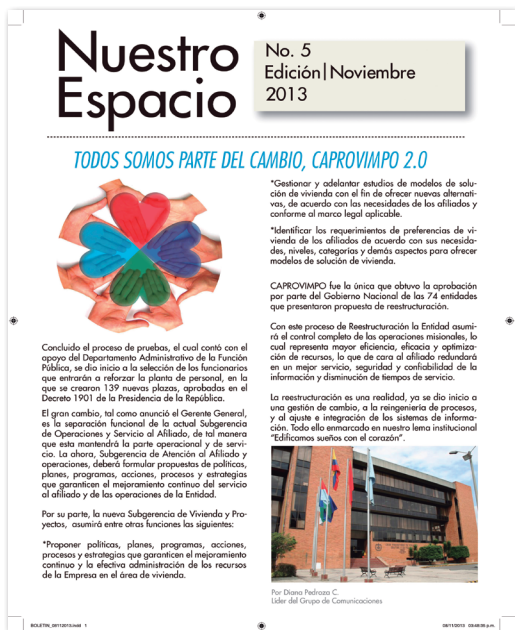 Nuestro
Espacio
No. 5
Edición|Noviembre
2013
TODOS SOMOS PARTE DEL CAMBIO, CAPROVIMPO 2.0
Concluido el proceso de pruebas, el cual contó con el
apoyo del Departamento Administrativo de la Función
Pública, se dio inicio a la selección de los funcionarios
que entrarán a reforzar la planta de personal, en la
que se crearon 139 nuevas plazas, aprobadas en el
Decreto 1901 de la Presidencia de la República.
El gran cambio, tal como anunció el Gerente General,
es la separación funcional de la actual Subgerencia
de Operaciones y Servicio al Afiliado, de tal manera
que esta mantendrá la parte operacional y de servi-
cio. La ahora, Subgerencia de Atención al Afiliado y
operaciones, deberá formular propuestas de políticas,
planes, programas, acciones, procesos y estrategias
que garanticen el mejoramiento continuo del servicio
al afiliado y de las operaciones de la Entidad.
Por su parte, la nueva Subgerencia de Vivienda y Pro-
yectos, asumirá entre otras funciones las siguientes:
*Proponer políticas, planes, programas, acciones,
procesos y estrategias que garanticen el mejoramiento
continuo y la efectiva administración de los recursos
de la Empresa en el área de vivienda.
*Gestionar y adelantar estudios de modelos de solu-
ción de vivienda con el fin de ofrecer nuevas alternati-
vas, de acuerdo con las necesidades de los afiliados y
conforme al marco legal aplicable.
*Identificar los requerimientos de preferencias de vi-
vienda de los afiliados de acuerdo con sus necesida-
des, niveles, categorías y demás aspectos para ofrecer
modelos de solución de vivienda.
CAPROVIMPO fue la única que obtuvo la aprobación
por parte del Gobierno Nacional de las 74 entidades
que presentaron propuesta de reestructuración.
Con este proceso de Reestructuración la Entidad asumi-
rá el control completo de las operaciones misionales, lo
cual representa mayor eficiencia, eficacia y optimiza-
ción de recursos, lo que de cara al afiliado redundará
en un mejor servicio, seguridad y confiabilidad de la
información y disminución de tiempos de servicio.
La reestructuración es una realidad, ya se dio inicio a
una gestión de cambio, a la reingeniería de procesos,
y al ajuste e integración de los sistemas de informa-
ción. Todo ello enmarcado en nuestro lema institucional
"Edificamos sueños con el corazón".
Por Diana Pedraza C.
Líder del Grupo de Comunicaciones
BOLETIN_08112013.indd 1